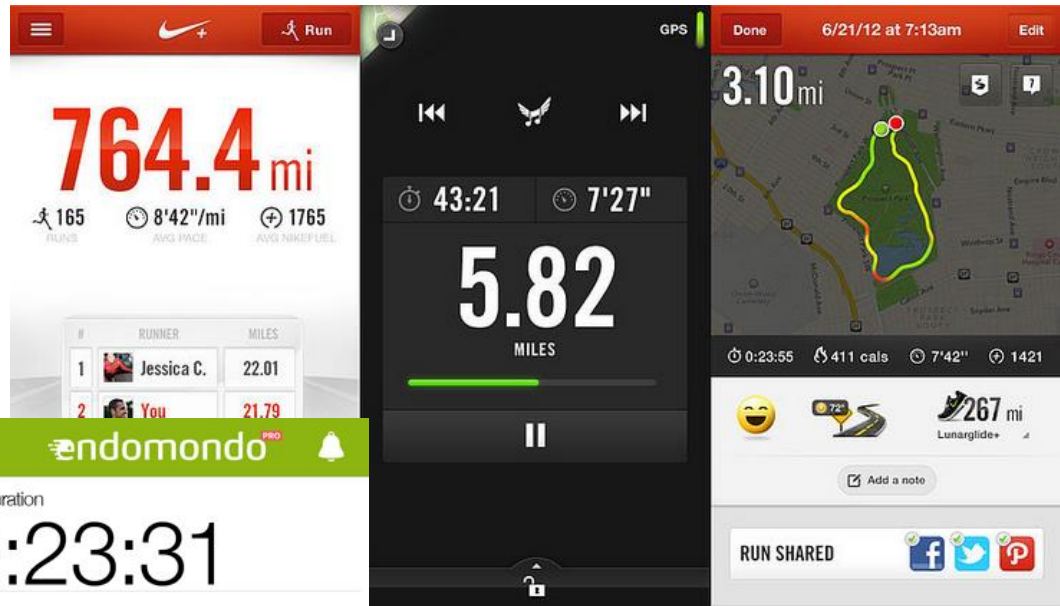 Run
764.4 mi
165
8'42"/mi
1765
RUNS
AVG PACE
AVG NIKEFUEL
# RUNNER MILES
1 Jessica C. 22.01
2 You 21.79
endomondo PRO
uration
:23:31
GPS
43:21
7'27"
5.82
MILES
Done
6/21/12 at 7:13am
Edit
3.10 mi
0:23:55
411 cals
7'42"
1421
72°
267 mi
Lunarglide+
Add a note
RUN SHARED